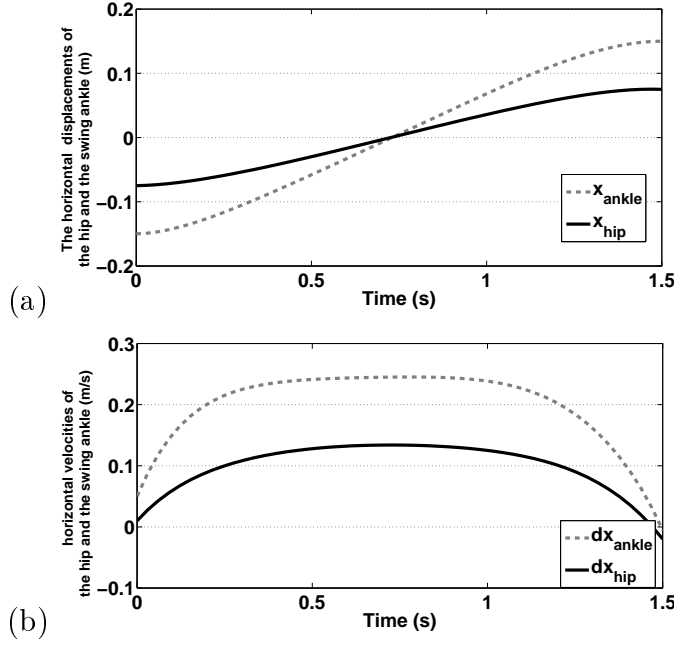 The horizontal displacements of
the hip and the swing ankle (m)
0.2
0.1
0
−0.1
−0.2
0
0.5
1
1.5
Time (s)
x_ankle
x_hip
(a)
horizontal velocities of
the hip and the swing ankle (m/s)
0.3
0.2
0.1
0
−0.1
0
0.5
1
1.5
Time (s)
dx_ankle
dx_hip
(b)